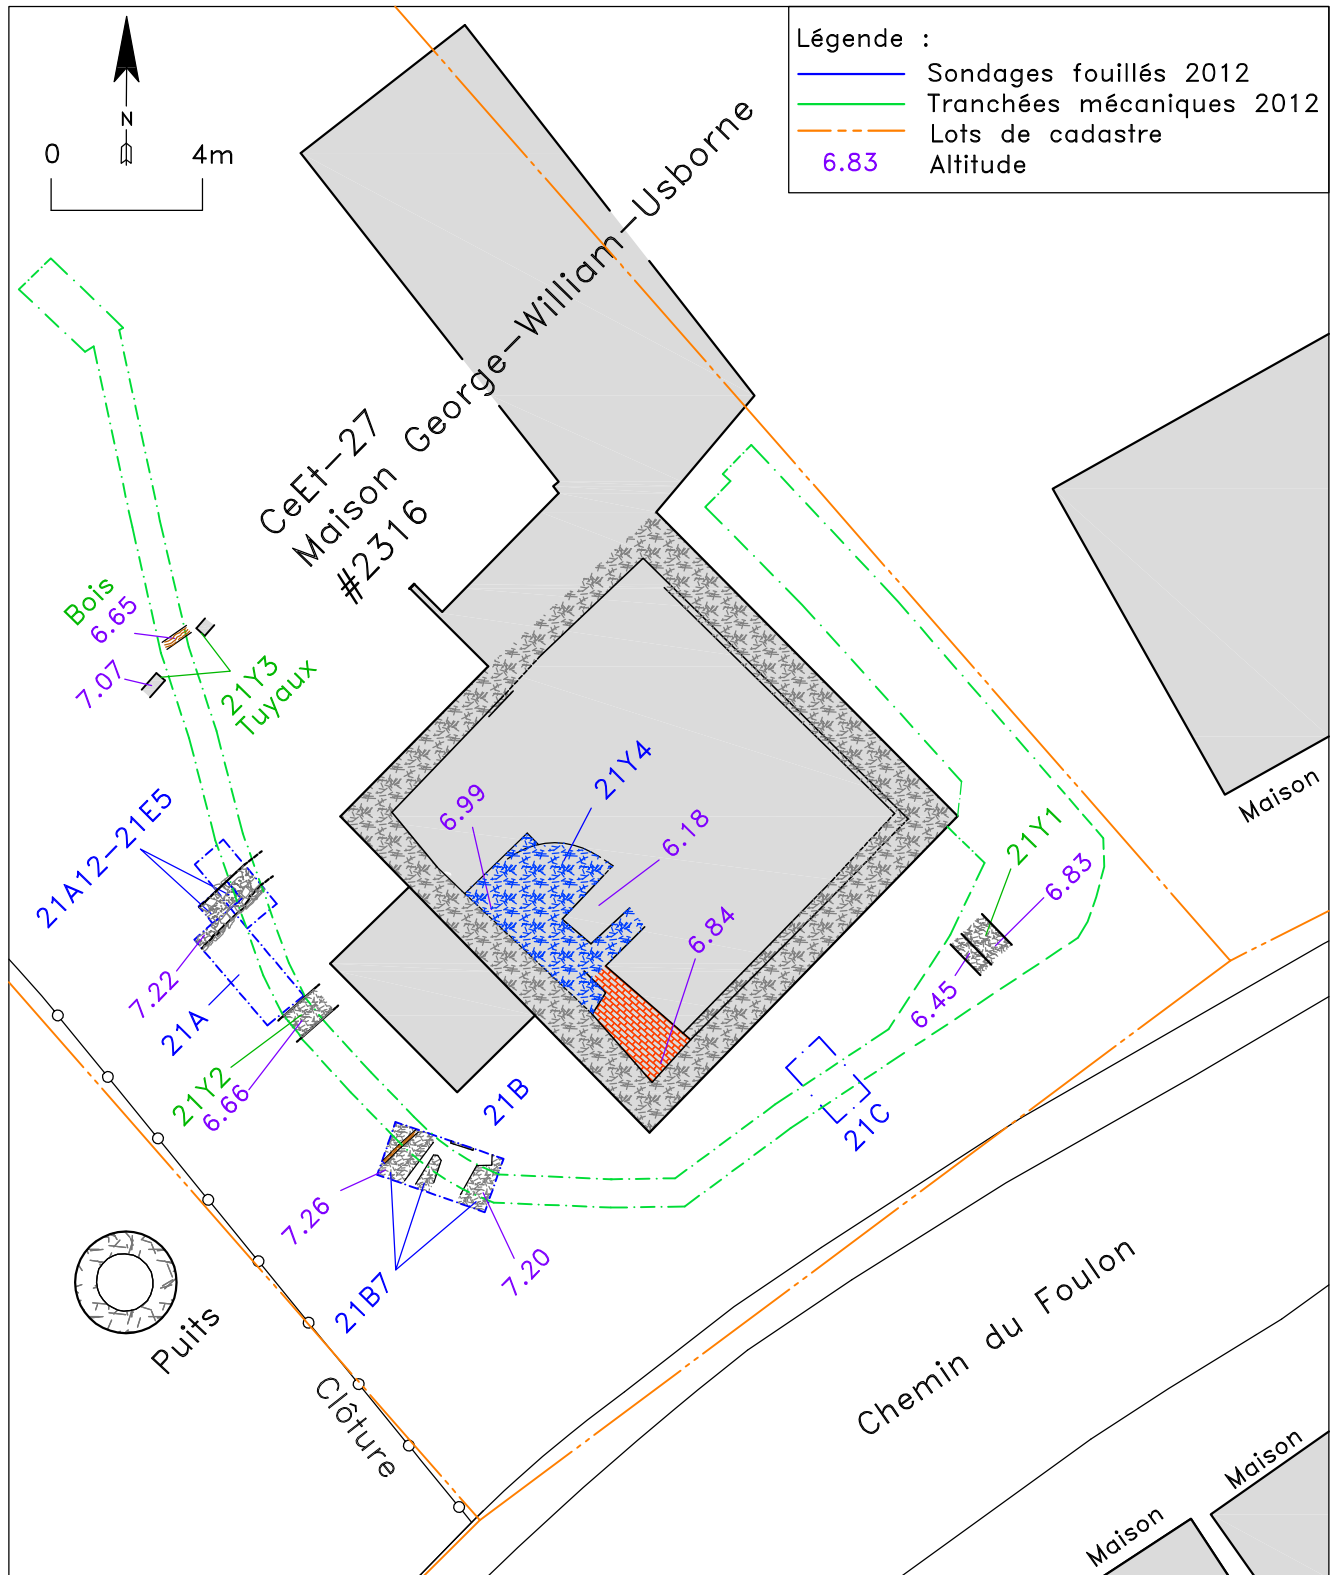 Légende :
Sondages fouillés 2012
Tranchées mécaniques 2012
Lots de cadastre
6.83 Altitude
N
0 4m
CeEt-27
Maison George-William-Usborne
#2316
Maison
Bois
6.65
7.07
21Y3
Tuyaux
21Y4
6.99
6.18
6.84
21A12-21E5
21Y1
6.83
6.45
7.22
21A
21Y2
6.66
21B
21C
7.26
7.20
21B7
Puits
Clôture
Chemin du Foulon
Maison
Maison